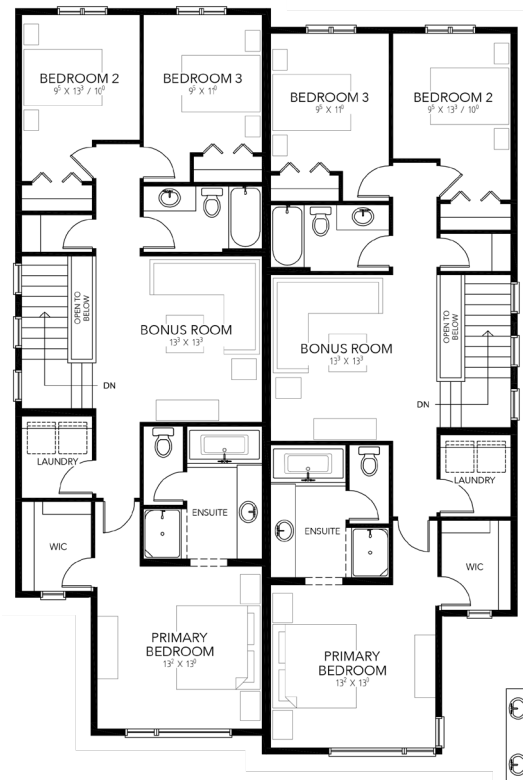 BEDROOM 2
9⁵ X 13³ / 10⁰
BEDROOM 3
9⁵ X 11⁰
BEDROOM 3
9⁵ X 11⁰
BEDROOM 2
9⁵ X 13³ / 10⁰
OPEN TO
BELOW
BONUS ROOM
13³ X 13³
DN
OPEN TO
BELOW
BONUS ROOM
13³ X 13³
DN
LAUNDRY
LAUNDRY
ENSUITE
ENSUITE
WIC
WIC
PRIMARY
BEDROOM
13² X 13⁰
PRIMARY
BEDROOM
13² X 13⁰